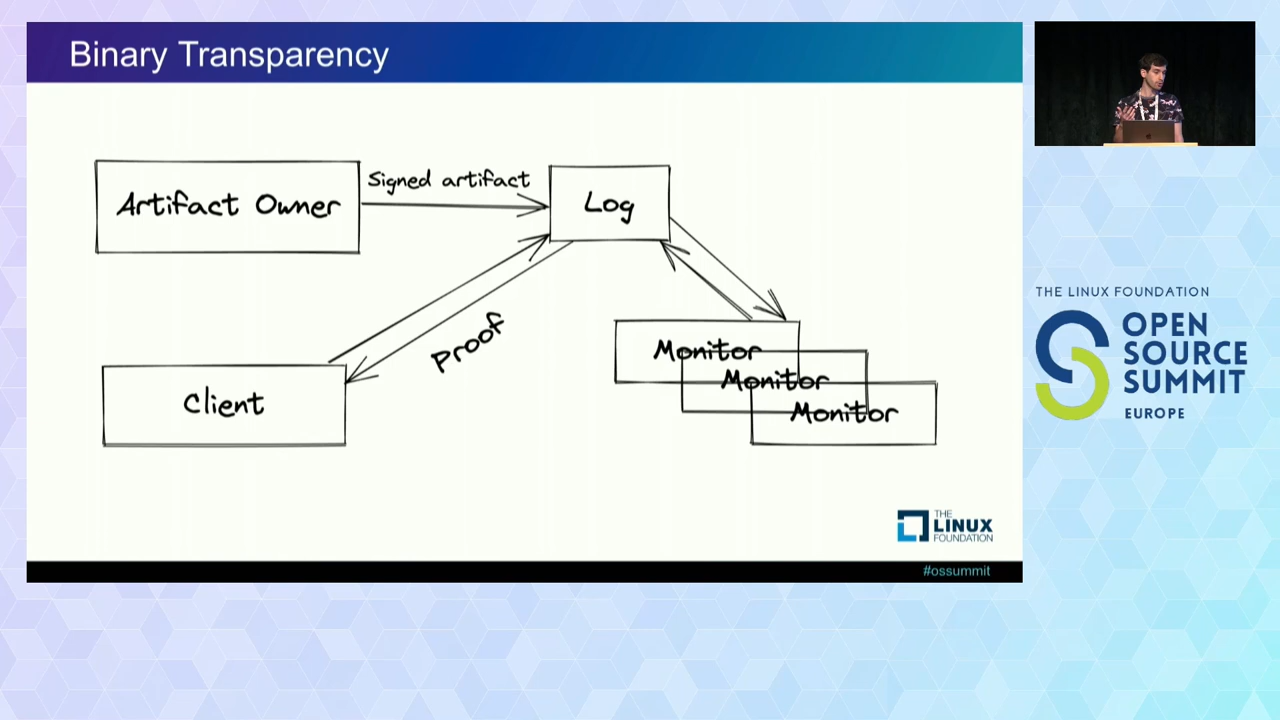 Binary Transparency
Artifact Owner
Signed artifact
Log
Proof
Client
Monitor
Monitor
Monitor
THE
LINUX
FOUNDATION
#ossummit
THE LINUX FOUNDATION
OPEN
SOURCE
SUMMIT
EUROPE